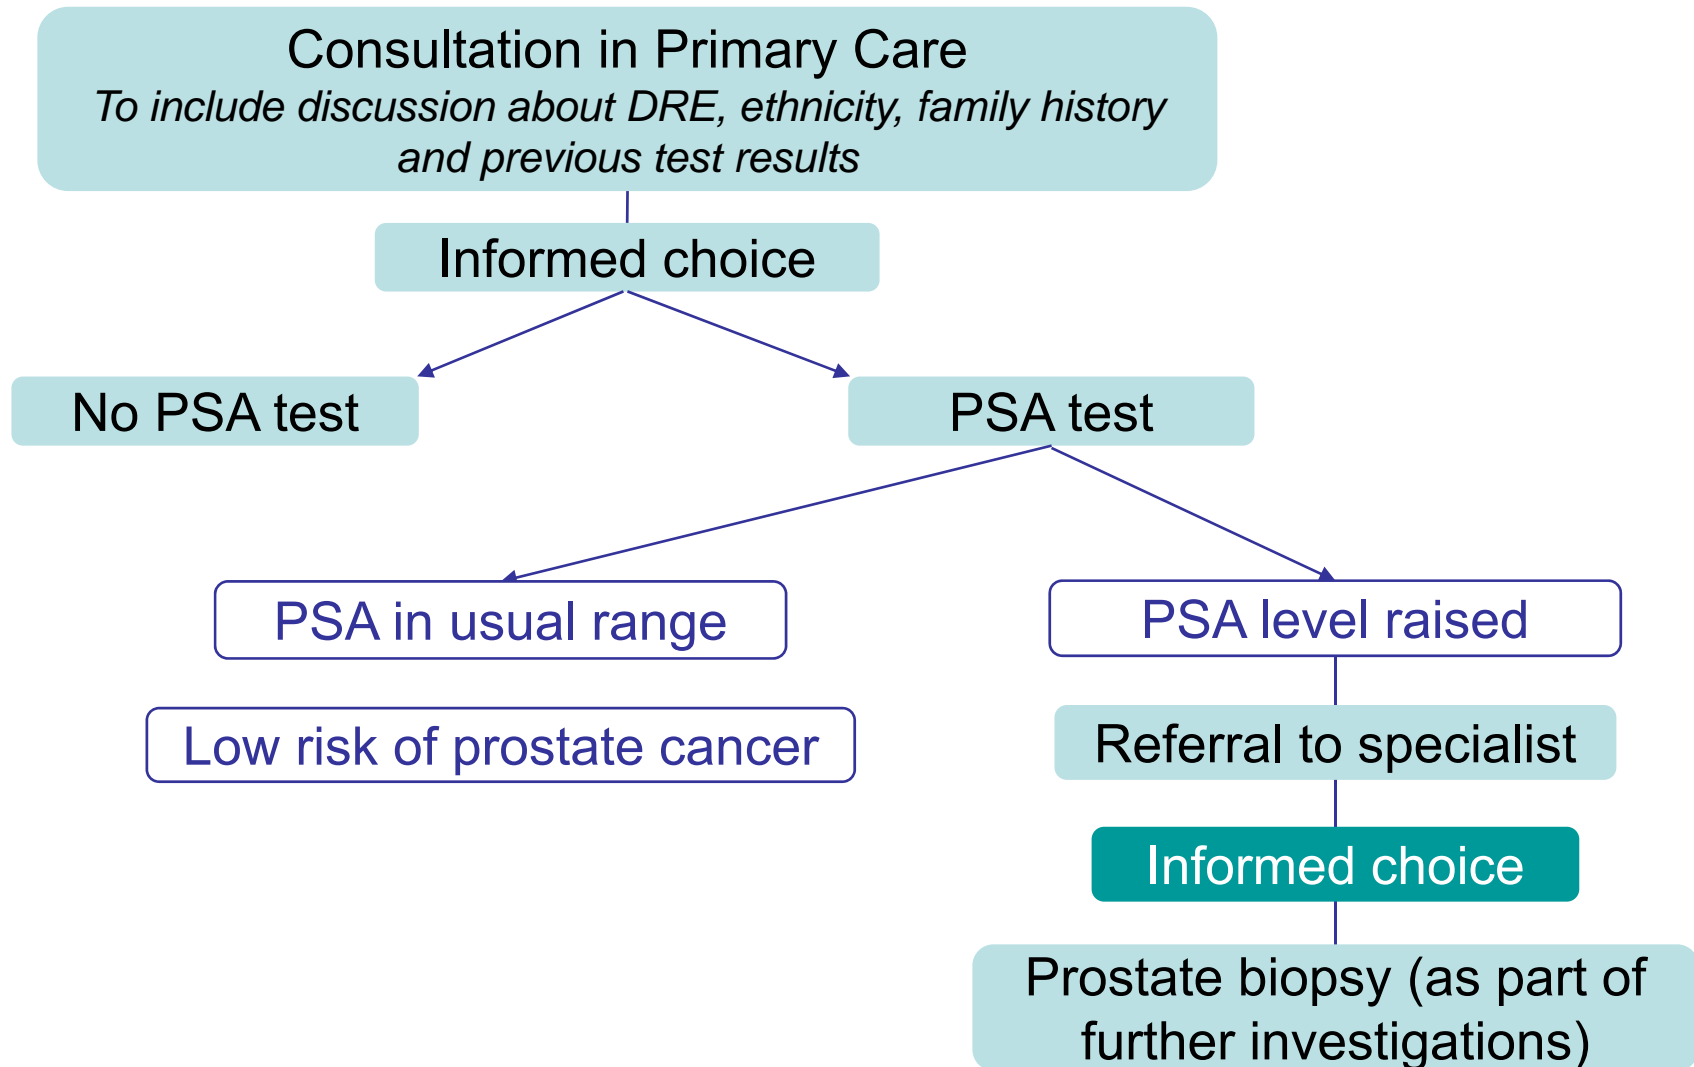 Consultation in Primary Care
To include discussion about DRE, ethnicity, family history
and previous test results
Informed choice
No PSA test
PSA test
PSA in usual range
PSA level raised
Low risk of prostate cancer
Referral to specialist
Informed choice
Prostate biopsy (as part of
further investigations)